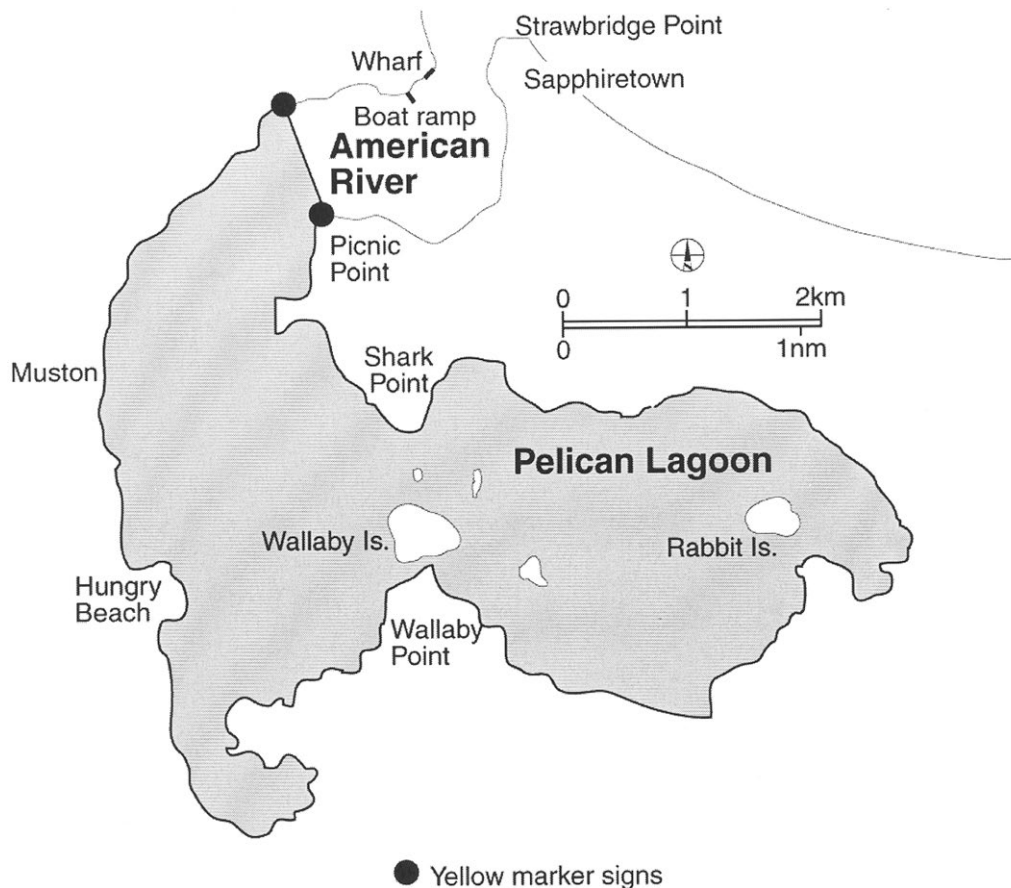 Strawbridge Point
Wharf
Sapphiretown
Boat ramp
American
River
Picnic
Point
N
0 1 2km
0 1nm
Shark
Point
Muston
Pelican Lagoon
Wallaby Is.
Rabbit Is.
Hungry
Beach
Wallaby
Point
Yellow marker signs